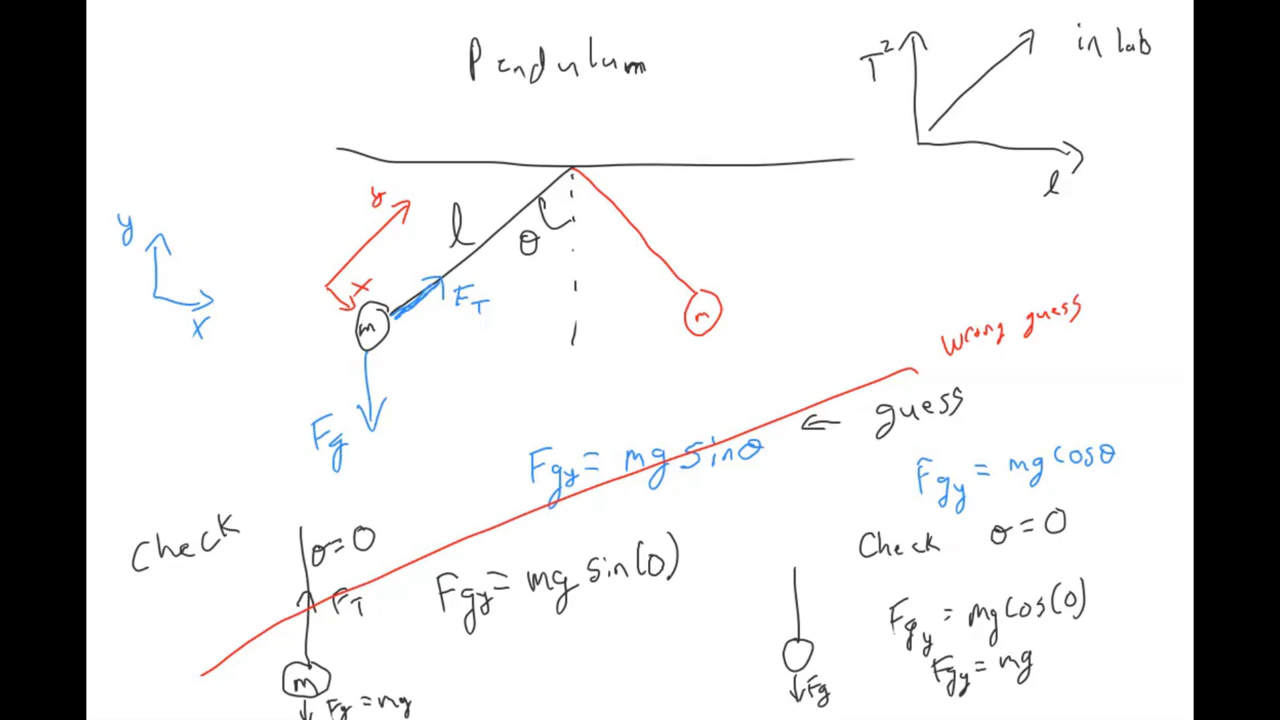 Pendulum
T²
in lab
l
y
x
y
x
l
θ
m
F_T
m
F_g
wrong guess
← guess
F_gy = mg sinθ
F_gy = mg cosθ
Check
θ=0
F_gy = mg sin(0)
F_T
m
F_g = mg
Check θ=0
F_gy = mg cos(0)
F_gy = mg
F_g